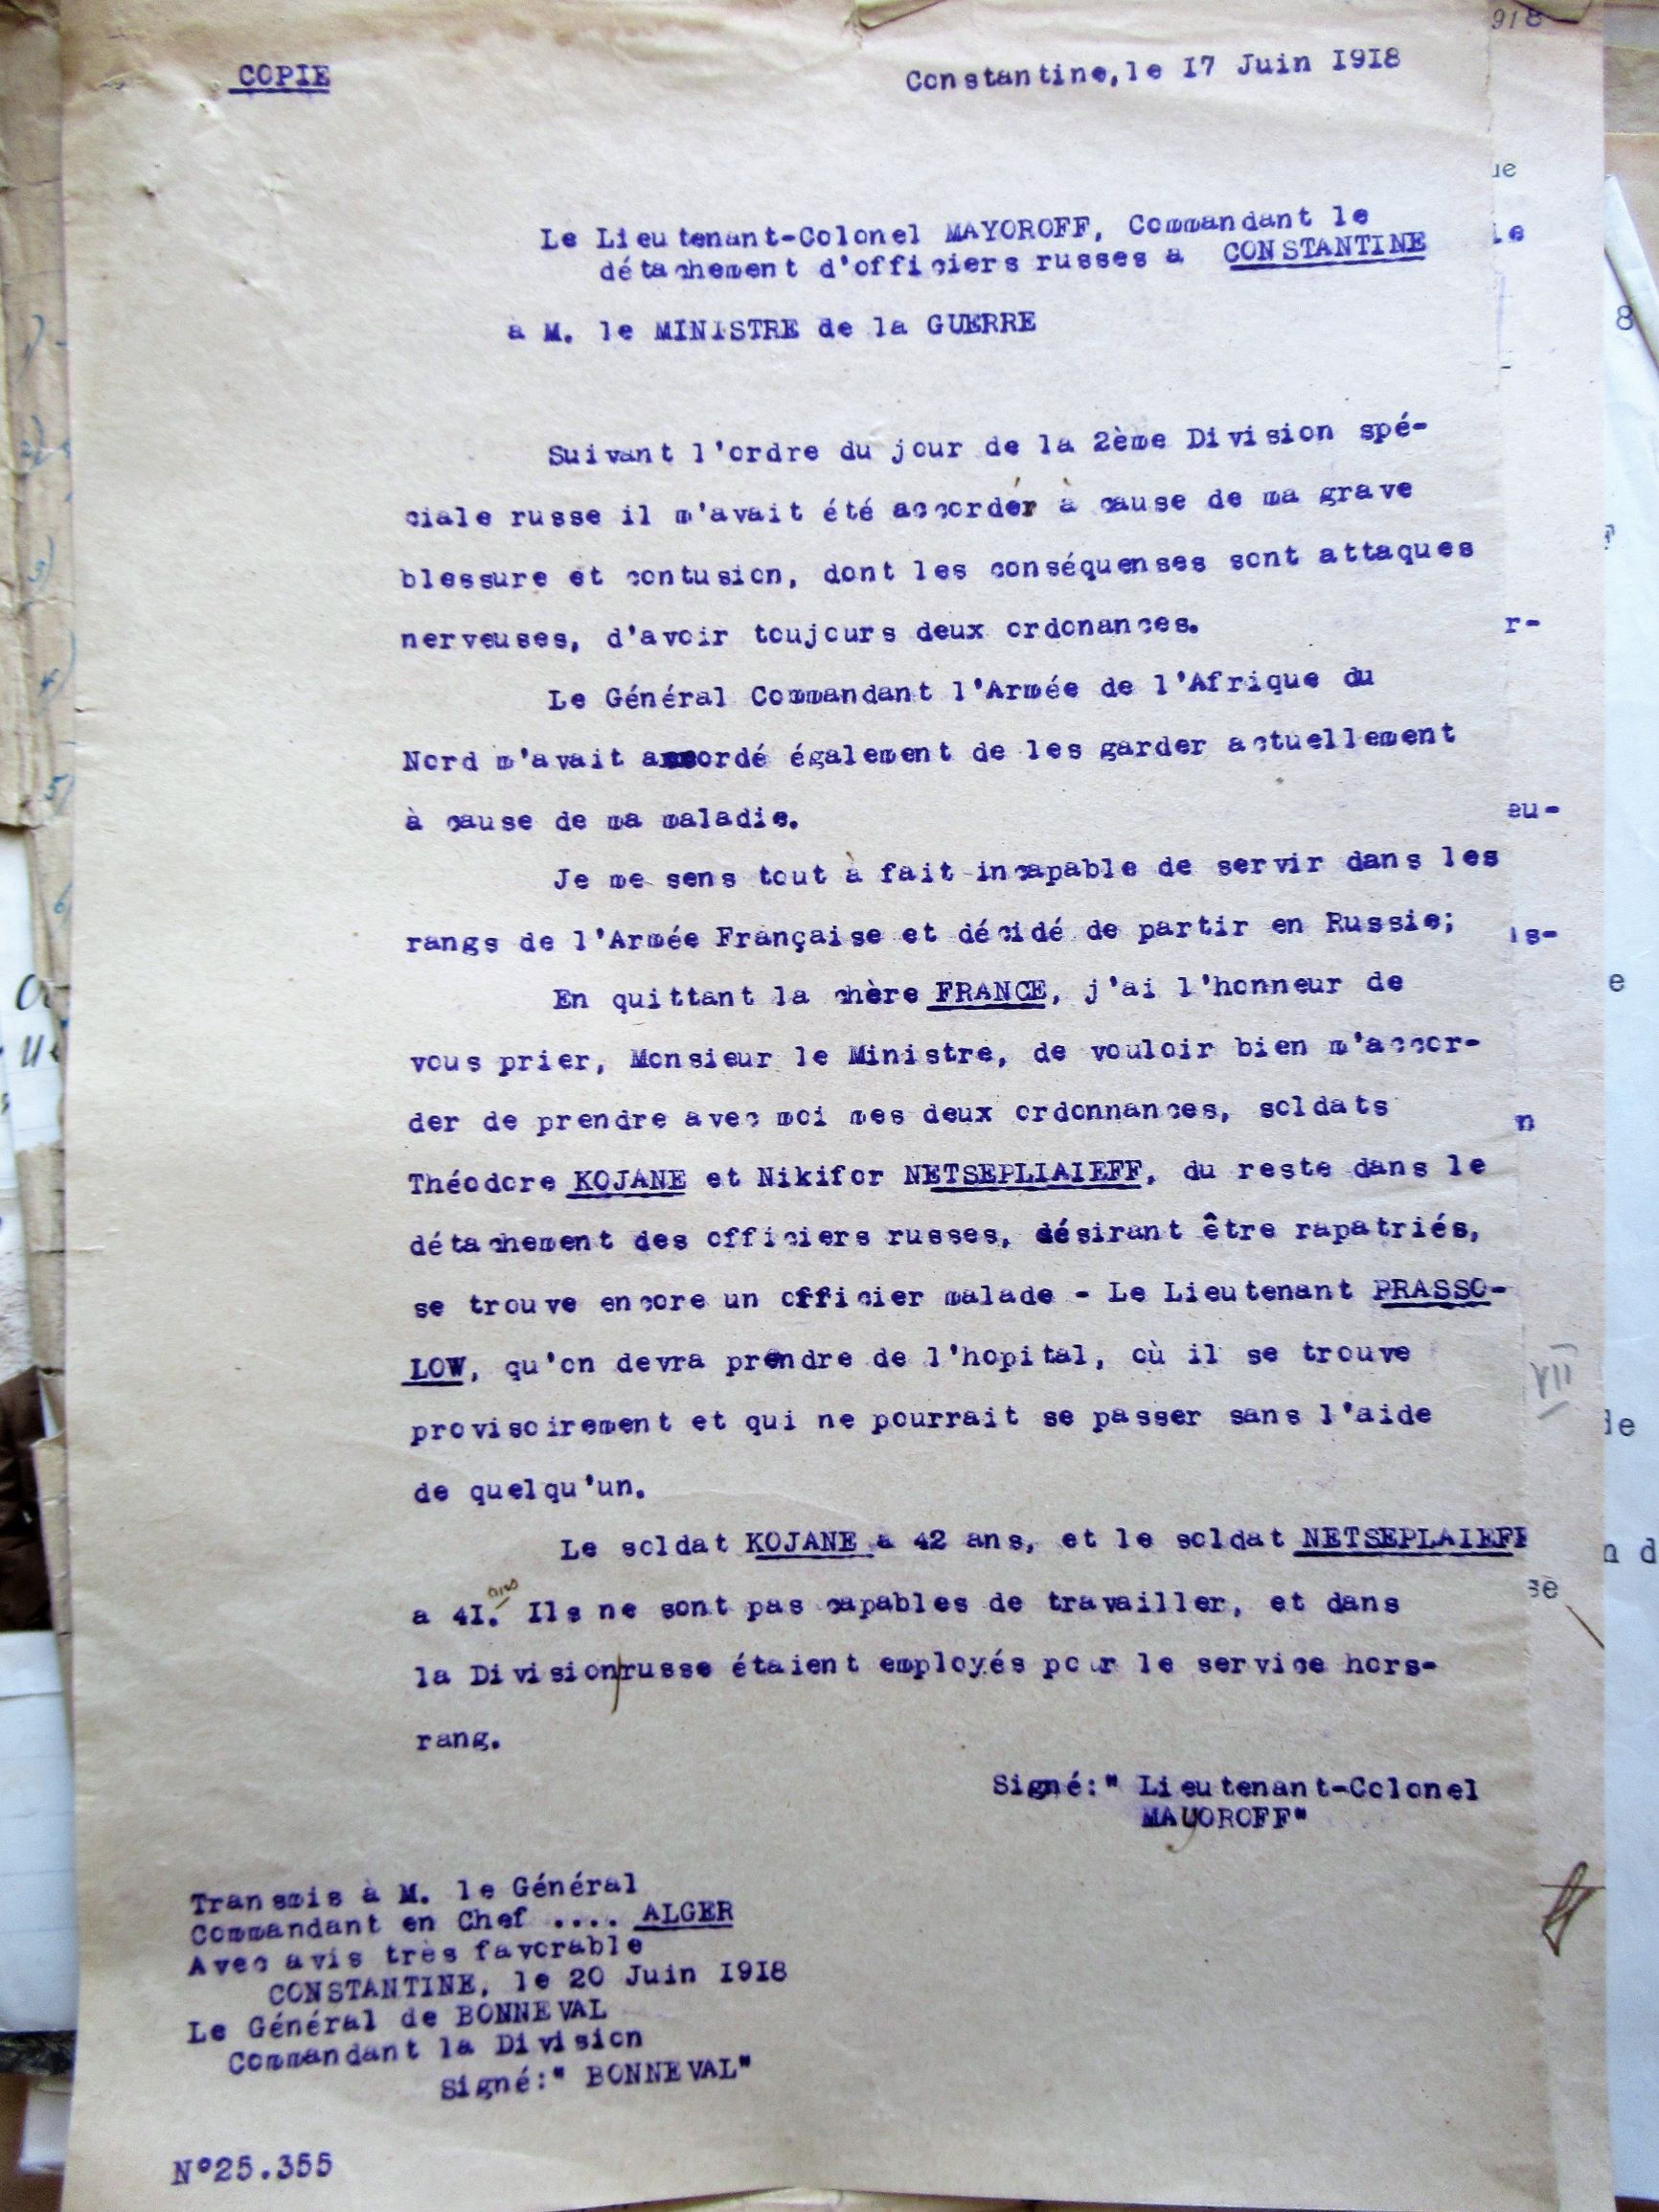 COPIE
Constantine,le I7 Juin I9I8
Le Lieutenant-Colonel MAYOROFF, Commandant le
détachement d'officiers russes a CONSTANTINE
à M. le MINISTRE de la GUERRE
Suivant l'ordre du jour de la 2ème Division spé-
ciale russe il m'avait été accordér à cause de ma grave
blessure et contusion, dont les conséquenses sont attaques
nerveuses, d'avoir toujours deux ordonances.
Le Général Commandant l'Armée de l'Afrique du
Nord m'avait accordé également de les garder actuellement
à cause de ma maladie.
Je me sens tout à fait incapable de servir dans les
rangs de l'Armée Française et décidé de partir en Russie;
En quittant la chère FRANCE, j'ai l'honneur de
vous prier, Monsieur le Ministre, de vouloir bien m'accor-
der de prendre avec moi mes deux ordonnances, soldats
Théodore KOJANE et Nikifor NETSEPLIAIEFF, du reste dans le
détachement des officiers russes, désirant être rapatriés,
se trouve encore un officier malade - Le Lieutenant PRASSO-
LOW, qu'on devra prendre de l'hopital, où il se trouve
provisoirement et qui ne pourrait se passer sans l'aide
de quelqu'un.
Le soldat KOJANE a 42 ans, et le soldat NETSEPLAIEFF
a 4I. ans Ils ne sont pas capables de travailler, et dans
la Division russe étaient employés pour le service hors-
rang.
Signé:" Lieutenant-Colonel
MAYOROFF"
Transmis à M. le Général
Commandant en Chef .... ALGER
Avec avis très favorable
CONSTANTINE, le 20 Juin I9I8
Le Général de BONNEVAL
Commandant la Division
Signé:" BONNEVAL"
N°25.355